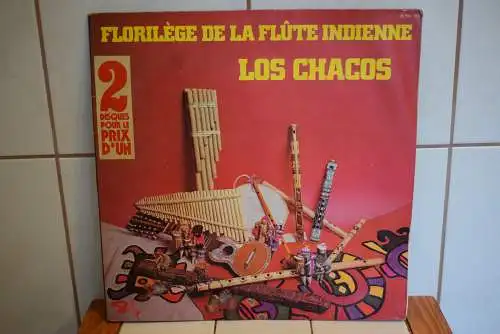 FLORILÈGE DE LA FLÛTE INDIENNE
LOS CHACOS
2
DISQUES
POUR LE
PRIX
D'UN